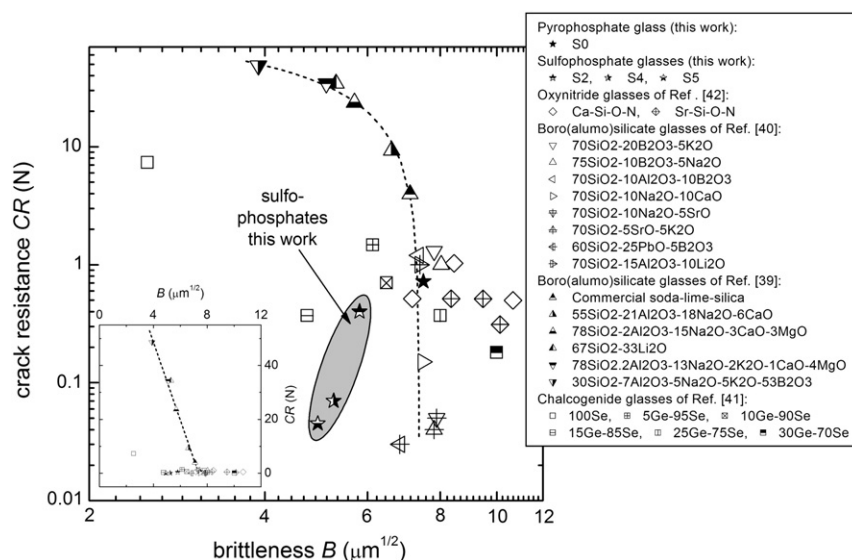 crack resistance CR (N)
100
10
1
0.1
0.01
2
4
6
8
10
12
brittleness B (μm1/2)
sulfo-
phosphates
this work
B (μm1/2)
0
2
4
6
8
10
12
40
20
0
CR (N)
Pyrophosphate glass (this work):
S0
Sulfophosphate glasses (this work):
S2, S4, S5
Oxynitride glasses of Ref . [42]:
Ca-Si-O-N, Sr-Si-O-N
Boro(alumo)silicate glasses of Ref. [40]:
70SiO2-20B2O3-5K2O
75SiO2-10B2O3-5Na2O
70SiO2-10Al2O3-10B2O3
70SiO2-10Na2O-10CaO
70SiO2-10Na2O-5SrO
70SiO2-5SrO-5K2O
60SiO2-25PbO-5B2O3
70SiO2-15Al2O3-10Li2O
Boro(alumo)silicate glasses of Ref. [39]:
Commercial soda-lime-silica
55SiO2-21Al2O3-18Na2O-6CaO
78SiO2-2Al2O3-15Na2O-3CaO-3MgO
67SiO2-33Li2O
78SiO2.2Al2O3-13Na2O-2K2O-1CaO-4MgO
30SiO2-7Al2O3-5Na2O-5K2O-53B2O3
Chalcogenide glasses of Ref. [41]:
100Se, 5Ge-95Se, 10Ge-90Se
15Ge-85Se, 25Ge-75Se, 30Ge-70Se